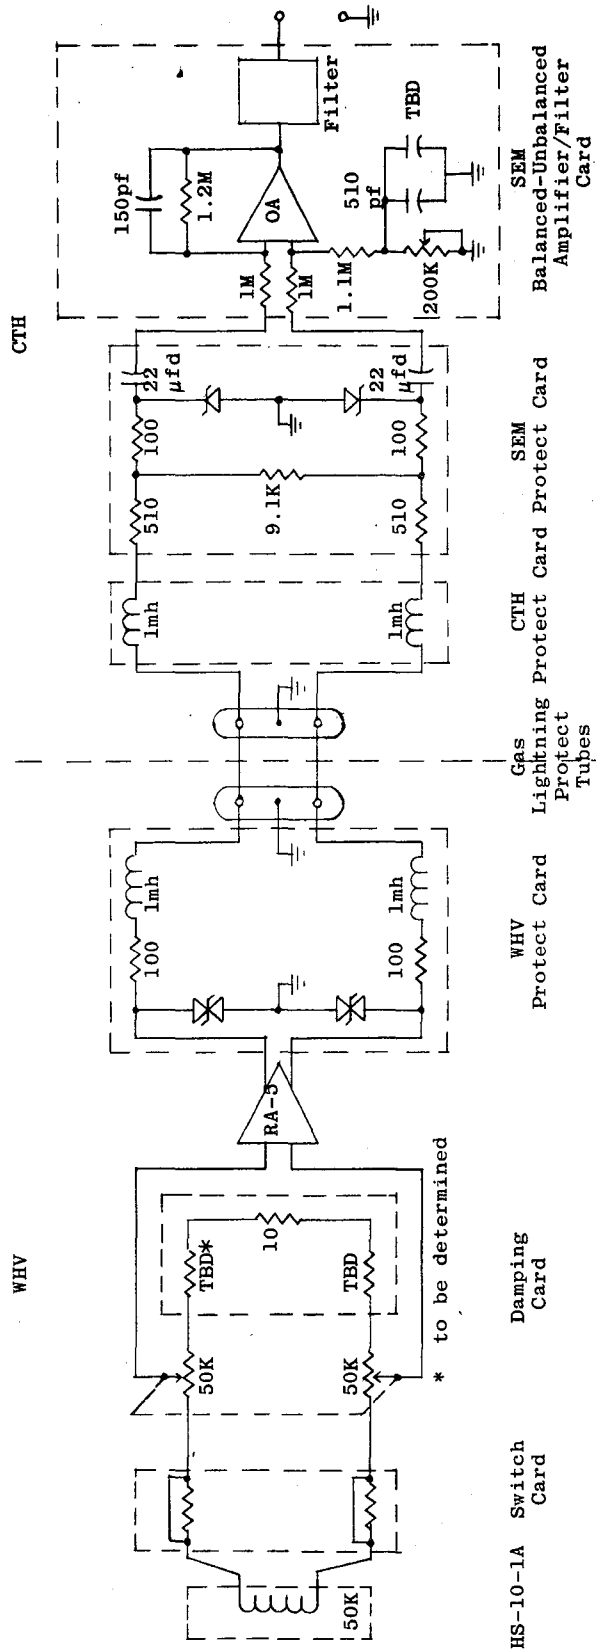 WHV
CTH
HS-10-1A
50K
Switch
Card
50K
50K
TBD*
TBD
10
* to be determined
Damping
Card
RA-5
100
1mh
100
1mh
WHV
Protect Card
Gas
Lightning
Protect
Tubes
1mh
1mh
CTH
Protect Card
510
100
22
μfd
9.1K
510
100
22
μfd
SEM
Protect Card
1M
1M
150pf
1.2M
OA
1.1M
200K
510
pf
TBD
Filter
SEM
Balanced-Unbalanced
Amplifier/Filter
Card